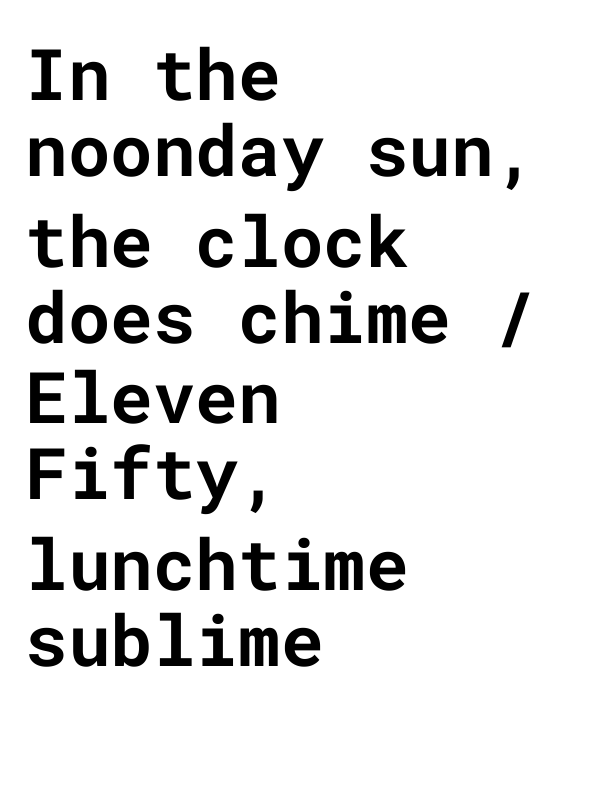 In the
noonday sun,
the clock
does chime /
Eleven
Fifty,
lunchtime
sublime